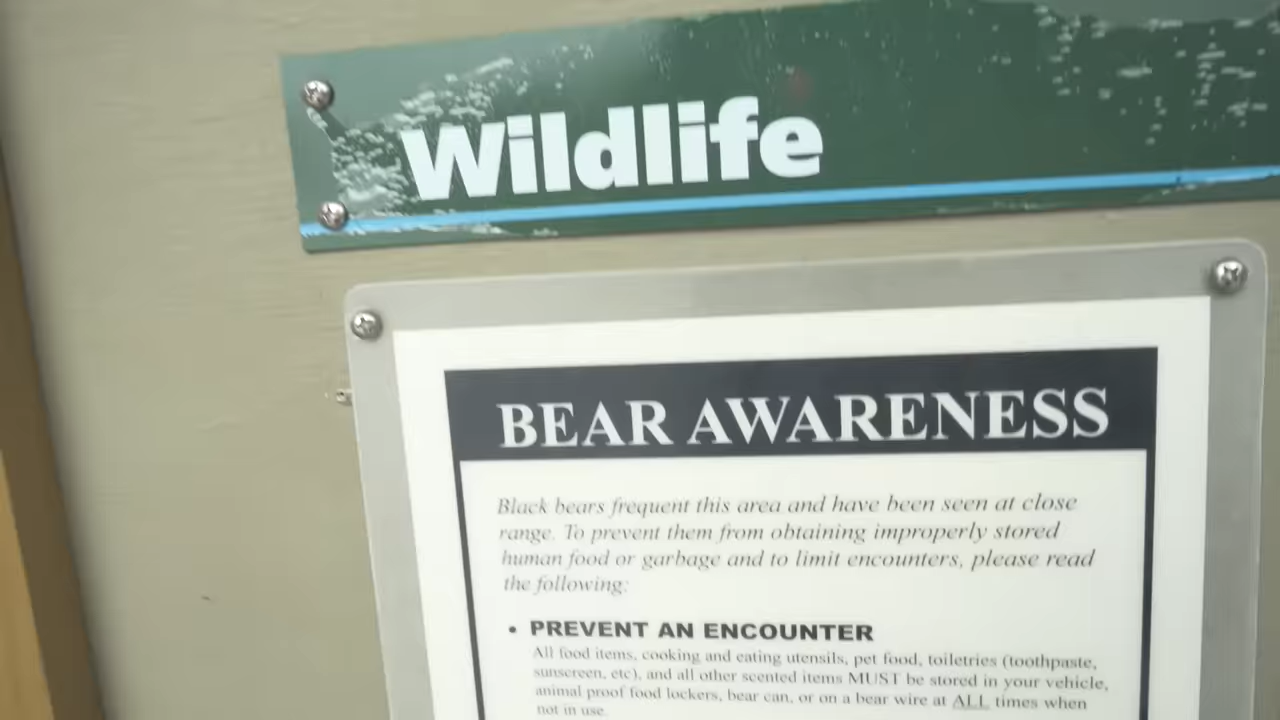 Wildlife
BEAR AWARENESS
Black bears frequent this area and have been seen at close
range. To prevent them from obtaining improperly stored
human food or garbage and to limit encounters, please read
the following:
• PREVENT AN ENCOUNTER
All food items, cooking and eating utensils, pet food, toiletries (toothpaste,
sunscreen, etc), and all other scented items MUST be stored in your vehicle,
animal proof food lockers, bear can, or on a bear wire at ALL times when
not in use.